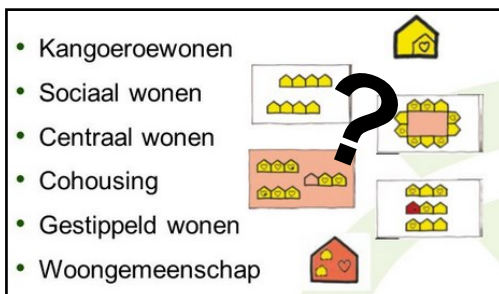 • Kangoeroewonen
• Sociaal wonen
• Centraal wonen
• Cohousing
• Gestippeld wonen
• Woongemeenschap
?